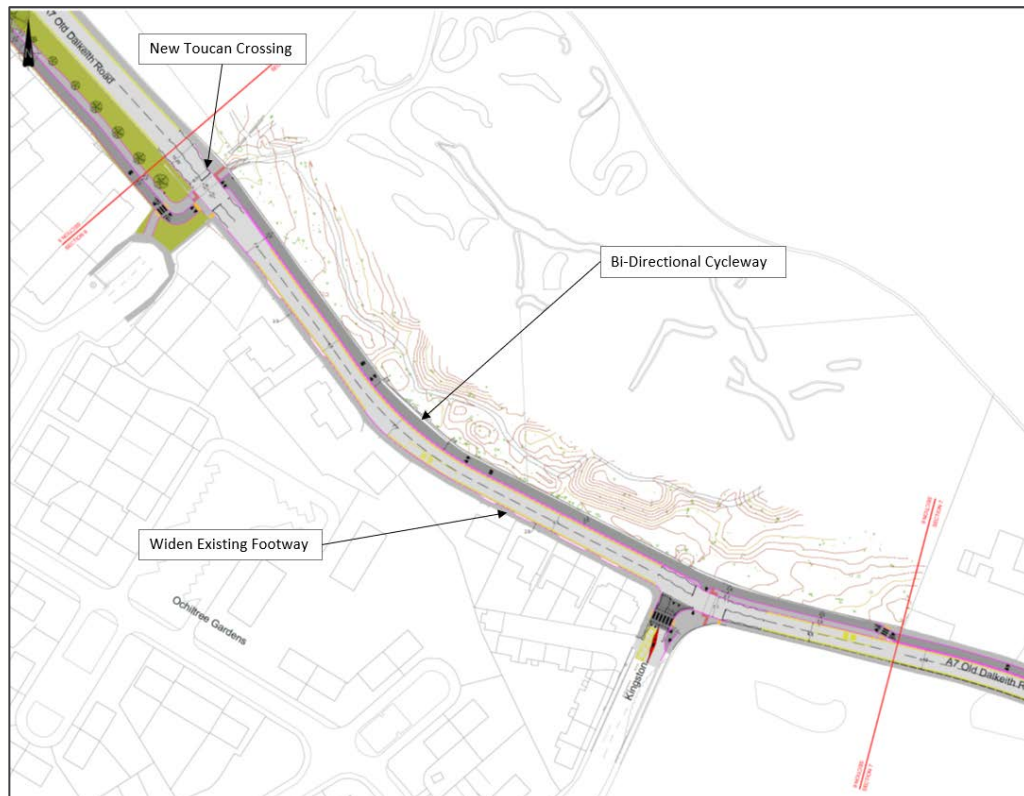 A7 Old Dalkeith Road
New Toucan Crossing
Bi-Directional Cycleway
Widen Existing Footway
Ochiltree Gardens
Kingston
A7 Old Dalkeith R